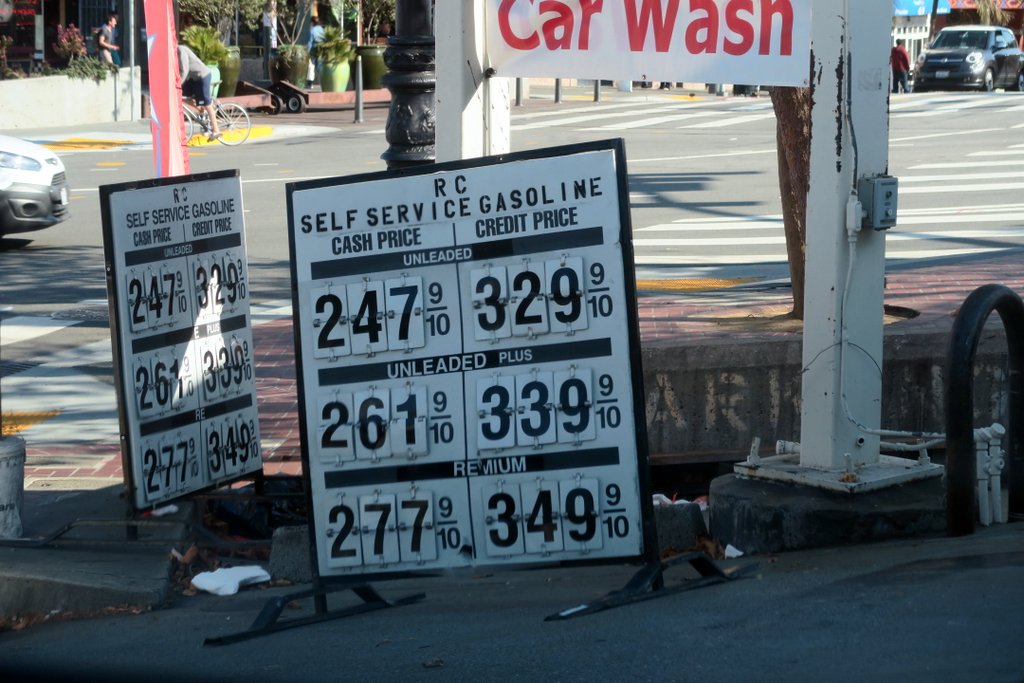 Car Wash
R C
SELF SERVICE GASOLINE
CASH PRICE CREDIT PRICE
UNLEADED
247 9/10 329 9/10
UNLEADED PLUS
261 9/10 339 9/10
REMIUM
277 9/10 349 9/10
R C
SELF SERVICE GASOLINE
CASH PRICE CREDIT PRICE
UNLEADED
247 9/10 329 9/10
E PLUS
261 9/10 339 9/10
RE
277 9/10 349 9/10